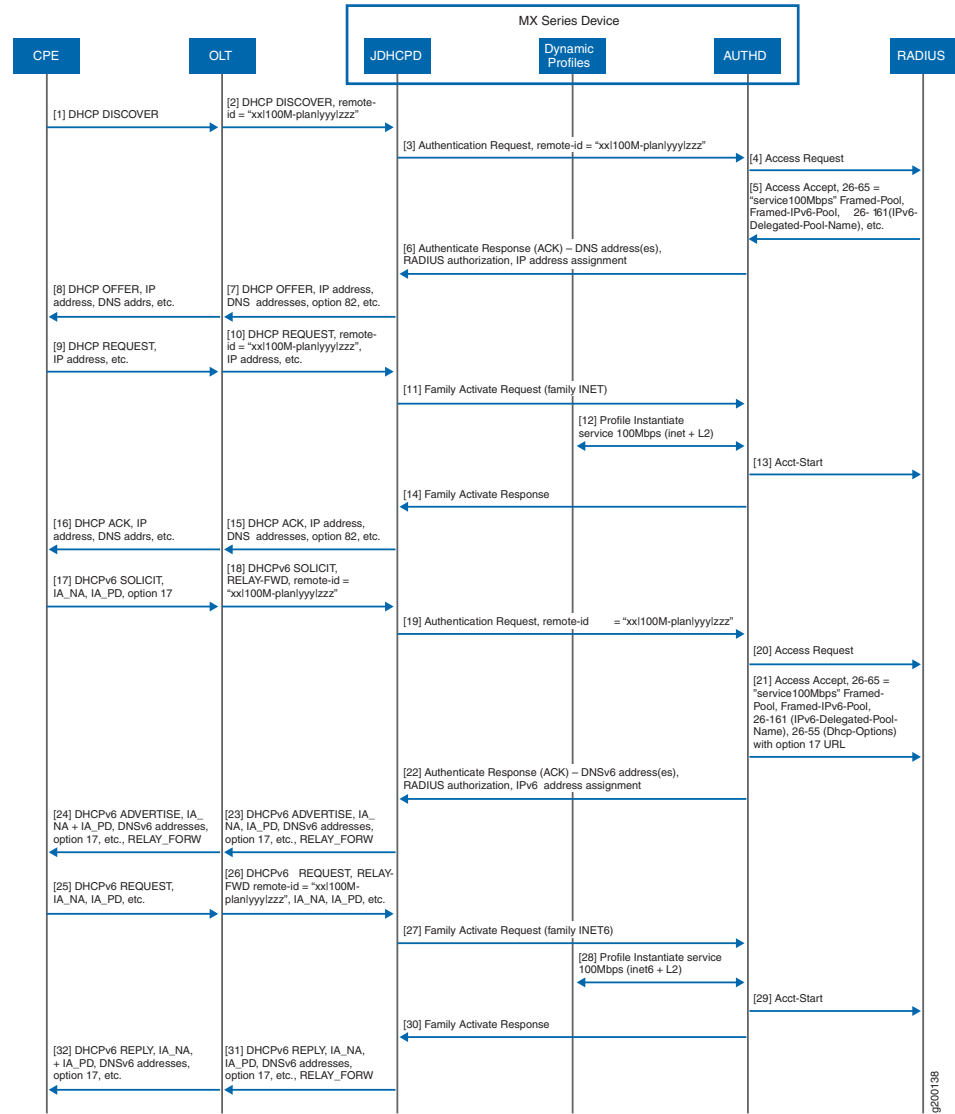 MX Series Device
CPE
OLT
JDHCPD
Dynamic
Profiles
AUTHD
RADIUS
[1] DHCP DISCOVER
[2] DHCP DISCOVER, remote-
id = “xx|100M-plan|yyy|zzz”
[3] Authentication Request, remote-id = “xx|100M-plan|yyy|zzz”
[4] Access Request
[5] Access Accept, 26-65 =
“service100Mbps” Framed-Pool,
Framed-IPv6-Pool, 26- 161(IPv6-
Delegated-Pool-Name), etc.
[6] Authenticate Response (ACK) – DNS address(es),
RADIUS authorization, IP address assignment
[8] DHCP OFFER, IP
address, DNS addrs, etc.
[7] DHCP OFFER, IP address,
DNS addresses, option 82, etc.
[9] DHCP REQUEST,
IP address, etc.
[10] DHCP REQUEST, remote-
id = “xx|100M-plan|yyy|zzz”,
IP address, etc.
[11] Family Activate Request (family INET)
[12] Profile Instantiate
service 100Mbps (inet + L2)
[13] Acct-Start
[14] Family Activate Response
[16] DHCP ACK, IP
address, DNS addrs, etc.
[15] DHCP ACK, IP address,
DNS addresses, option 82, etc.
[17] DHCPv6 SOLICIT,
IA_NA, IA_PD, option 17
[18] DHCPv6 SOLICIT,
RELAY-FWD, remote-id =
“xx|100M-plan|yyy|zzz”
[19] Authentication Request, remote-id = “xx|100M-plan|yyy|zzz”
[20] Access Request
[21] Access Accept, 26-65 =
”service100Mbps” Framed-
Pool, Framed-IPv6-Pool,
26-161 (IPv6-Delegated-Pool-
Name), 26-55 (Dhcp-Options)
with option 17 URL
[22] Authenticate Response (ACK) – DNSv6 address(es),
RADIUS authorization, IPv6 address assignment
[24] DHCPv6 ADVERTISE, IA_
NA + IA_PD, DNSv6 addresses,
option 17, etc., RELAY_FORW
[23] DHCPv6 ADVERTISE, IA_
NA, IA_PD, DNSv6 addresses,
option 17, etc., RELAY_FORW
[25] DHCPv6 REQUEST,
IA_NA, IA_PD, etc.
[26] DHCPv6 REQUEST, RELAY-
FWD remote-id = “xx|100M-
plan|yyy|zzz”, IA_NA, IA_PD, etc.
[27] Family Activate Request (family INET6)
[28] Profile Instantiate service
100Mbps (inet6 + L2)
[29] Acct-Start
[30] Family Activate Response
[32] DHCPv6 REPLY, IA_NA,
+ IA_PD, DNSv6 addresses,
option 17, etc.
[31] DHCPv6 REPLY, IA_NA,
IA_PD, DNSv6 addresses,
option 17, etc., RELAY_FORW
g200138